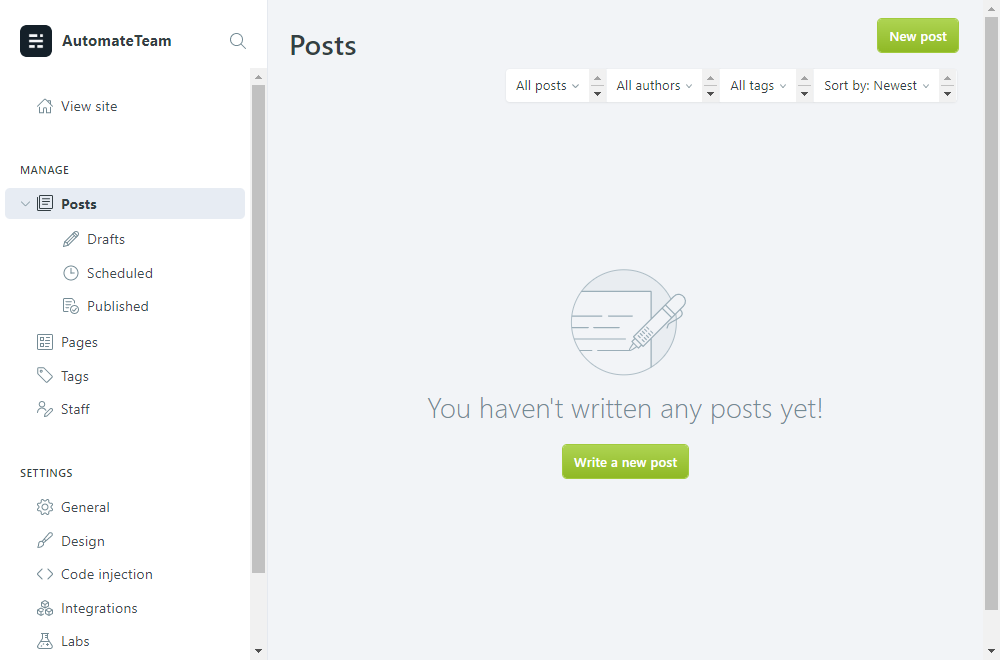 AutomateTeam
View site
MANAGE
Posts
Drafts
Scheduled
Published
Pages
Tags
Staff
SETTINGS
General
Design
Code injection
Integrations
Labs
Posts
New post
All posts All authors All tags Sort by: Newest
You haven't written any posts yet!
Write a new post